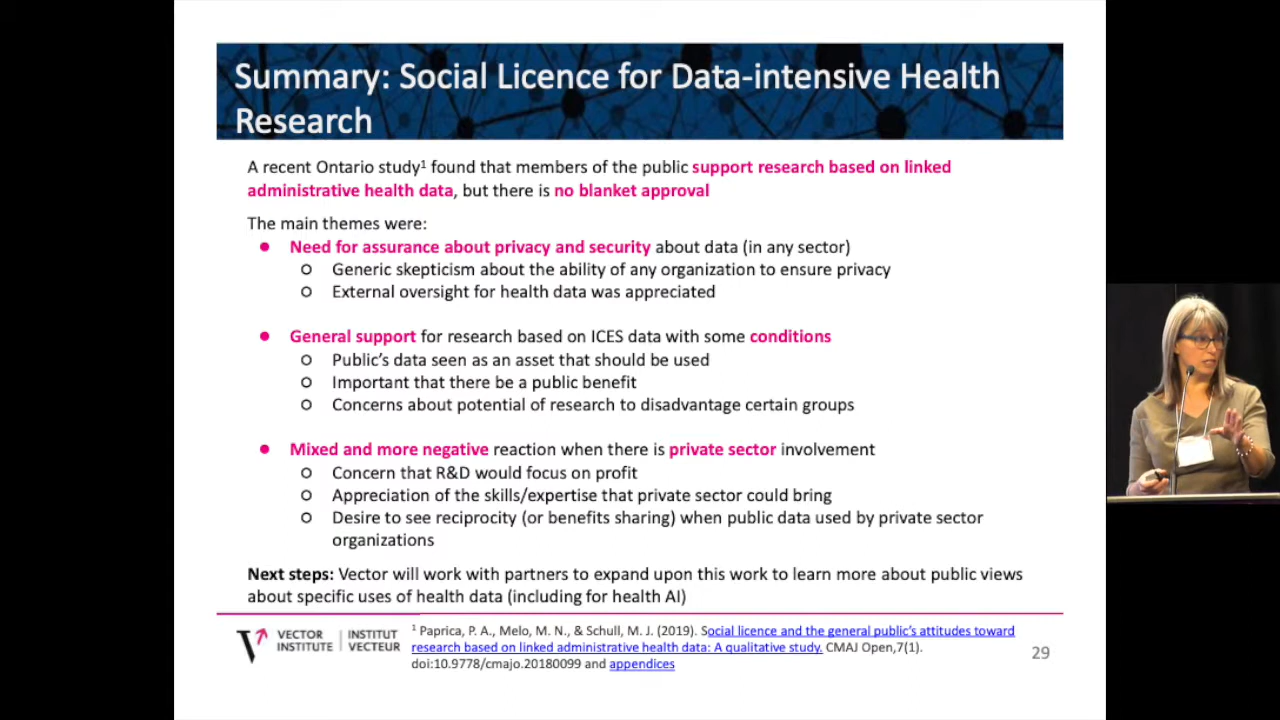 Summary: Social Licence for Data-intensive Health
Research
A recent Ontario study¹ found that members of the public support research based on linked
administrative health data, but there is no blanket approval
The main themes were:
● Need for assurance about privacy and security about data (in any sector)
○ Generic skepticism about the ability of any organization to ensure privacy
○ External oversight for health data was appreciated
● General support for research based on ICES data with some conditions
○ Public's data seen as an asset that should be used
○ Important that there be a public benefit
○ Concerns about potential of research to disadvantage certain groups
● Mixed and more negative reaction when there is private sector involvement
○ Concern that R&D would focus on profit
○ Appreciation of the skills/expertise that private sector could bring
○ Desire to see reciprocity (or benefits sharing) when public data used by private sector
organizations
Next steps: Vector will work with partners to expand upon this work to learn more about public views
about specific uses of health data (including for health AI)
VECTOR
INSTITUTE
INSTITUT
VECTEUR
¹ Paprica, P. A., Melo, M. N., & Schull, M. J. (2019). Social licence and the general public's attitudes toward
research based on linked administrative health data: A qualitative study. CMAJ Open,7(1).
doi:10.9778/cmajo.20180099 and appendices
29